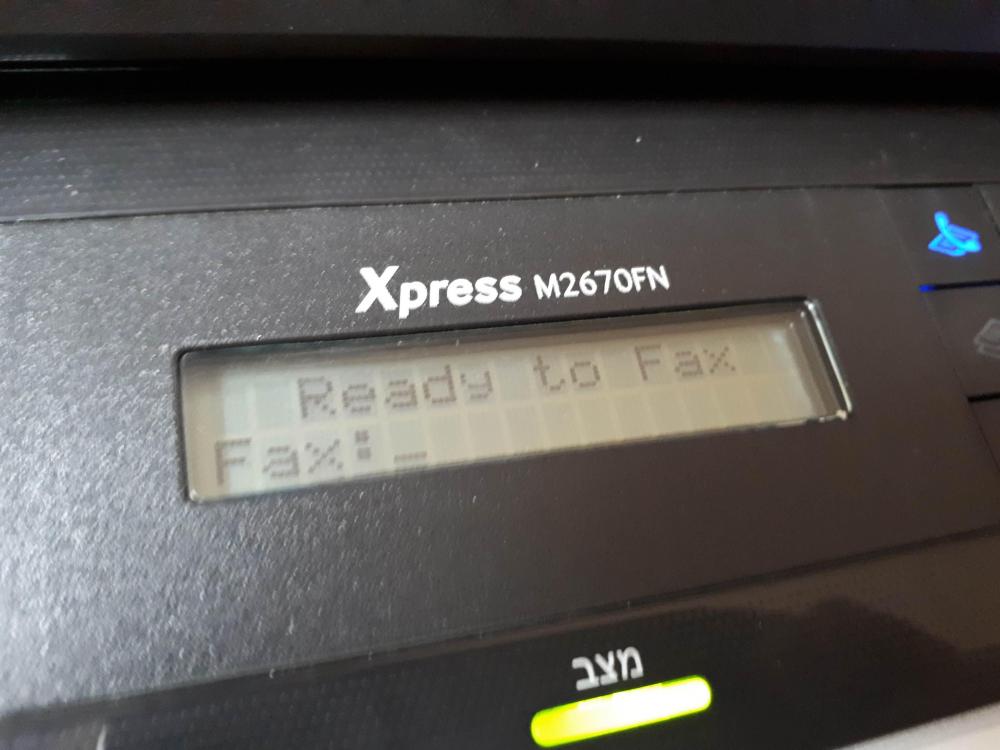 Xpress M2670FN
Ready to Fax
Fax:_
מצב